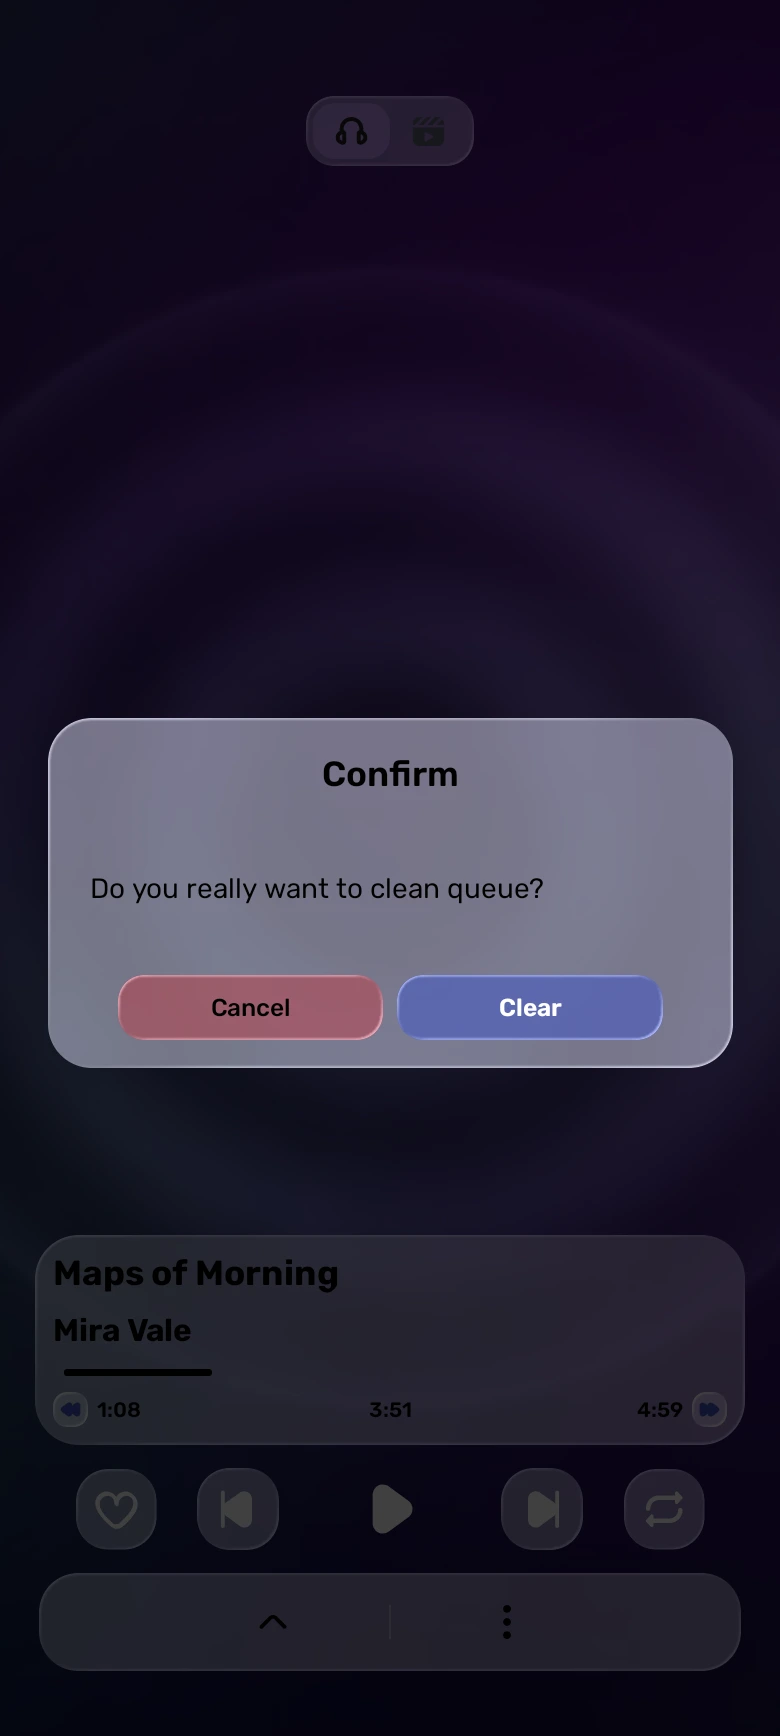 Confirm
Do you really want to clean queue?
Cancel
Clear
Maps of Morning
Mira Vale
1:08
3:51
4:59